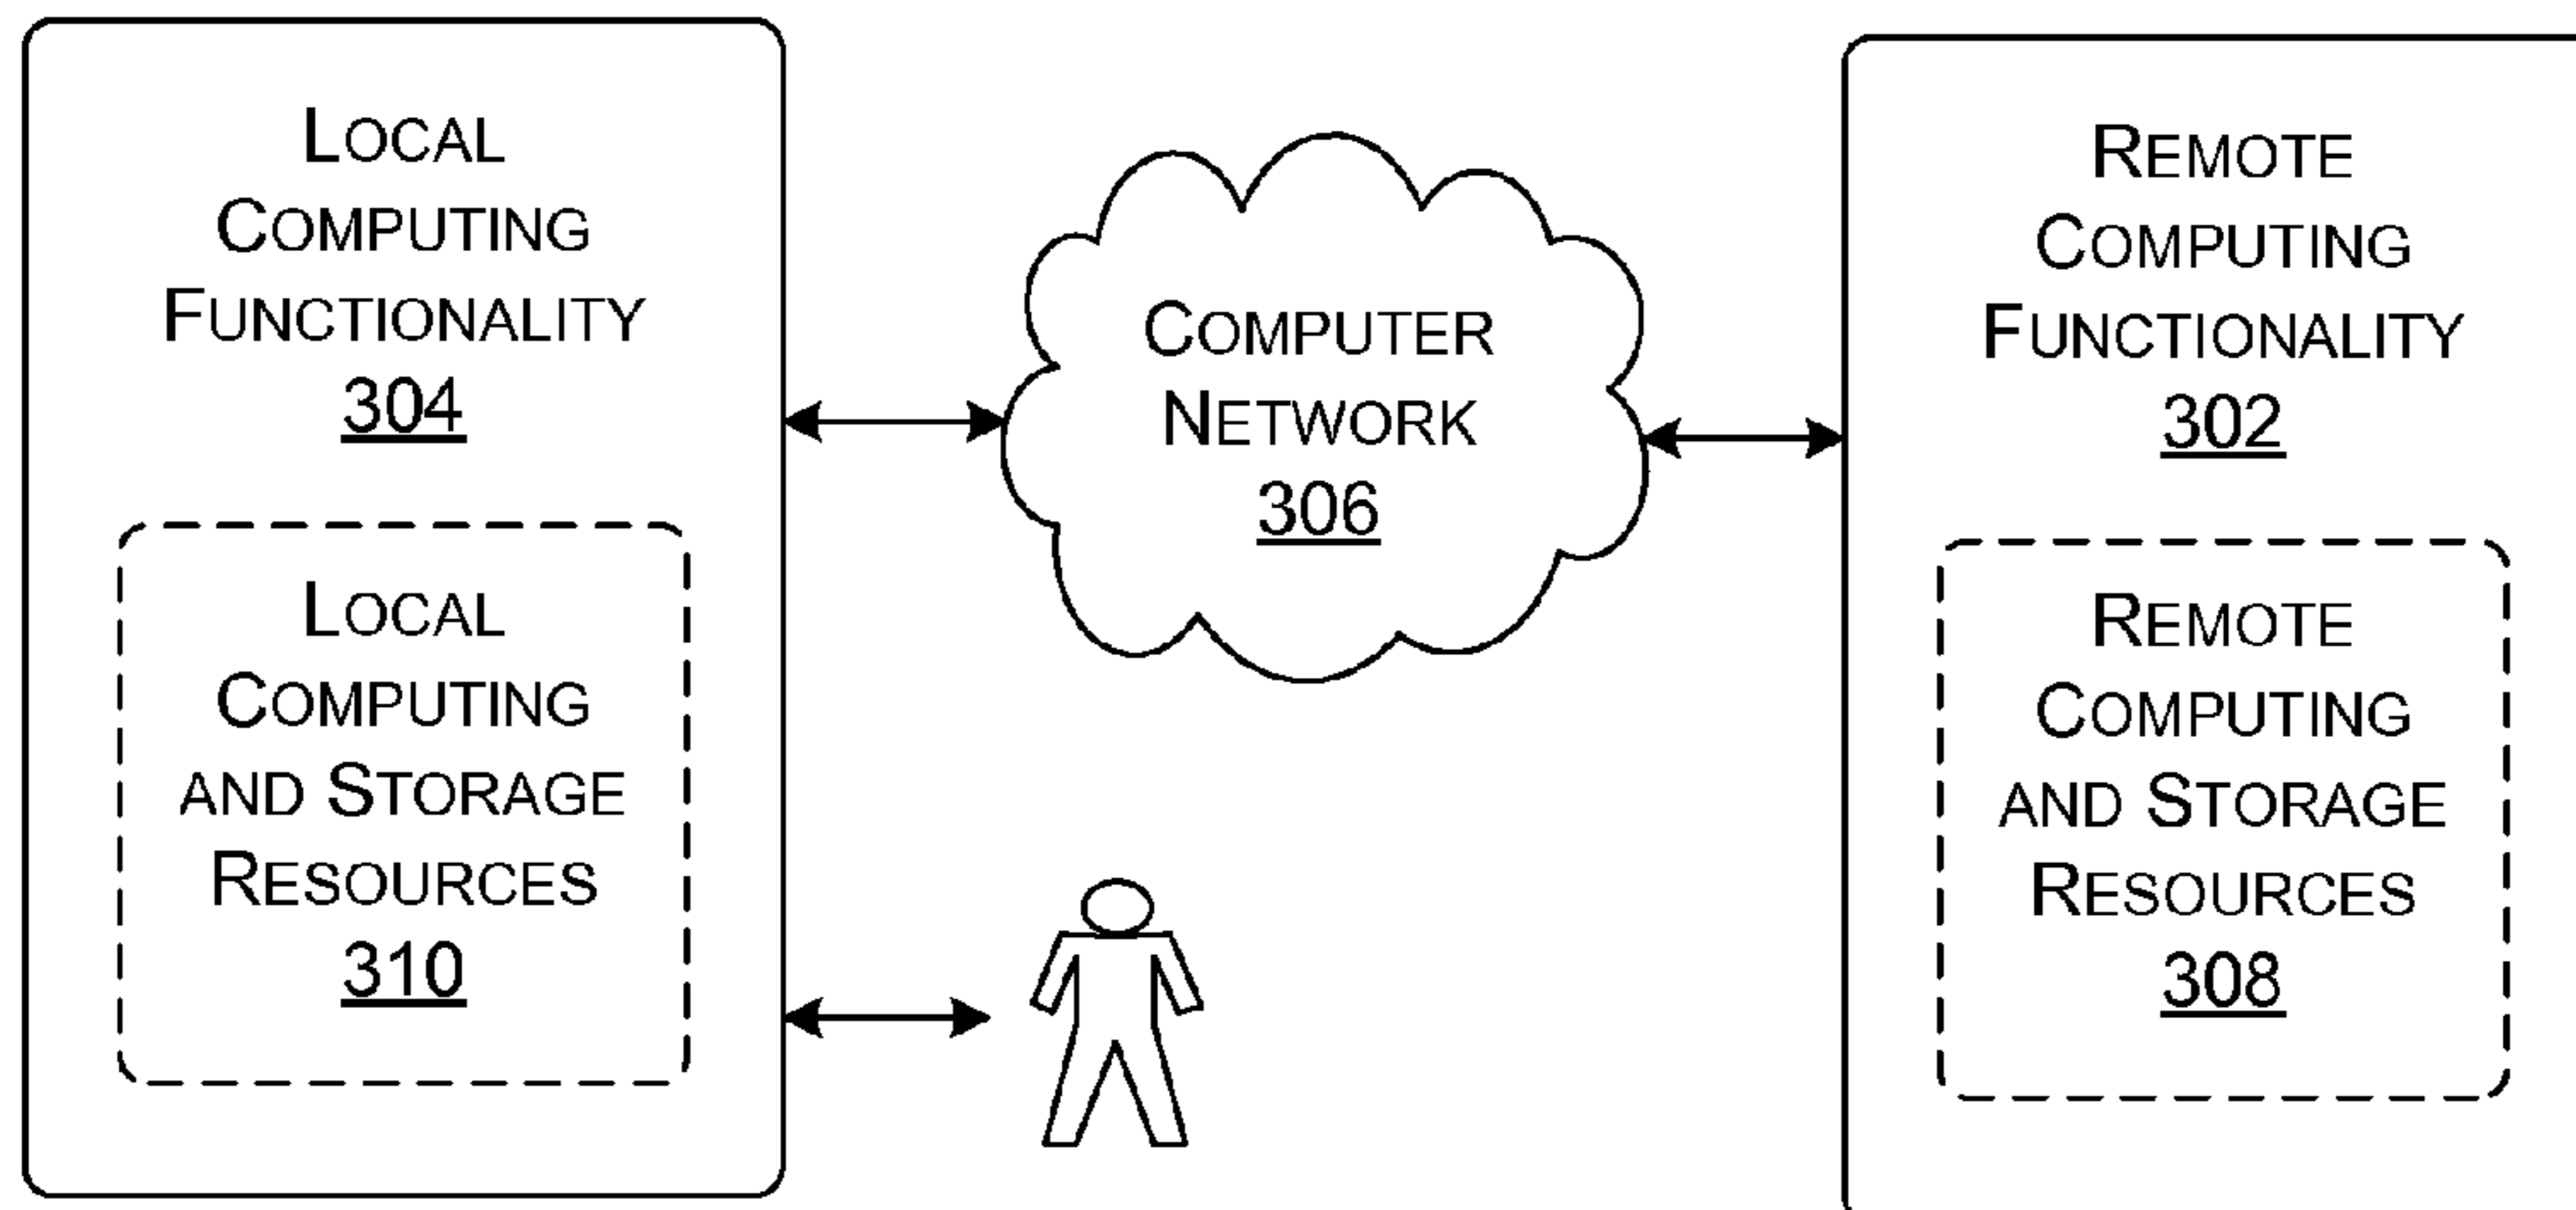 LOCAL
COMPUTING
FUNCTIONALITY
304
LOCAL
COMPUTING
AND STORAGE
RESOURCES
310
COMPUTER
NETWORK
306
REMOTE
COMPUTING
FUNCTIONALITY
302
REMOTE
COMPUTING
AND STORAGE
RESOURCES
308